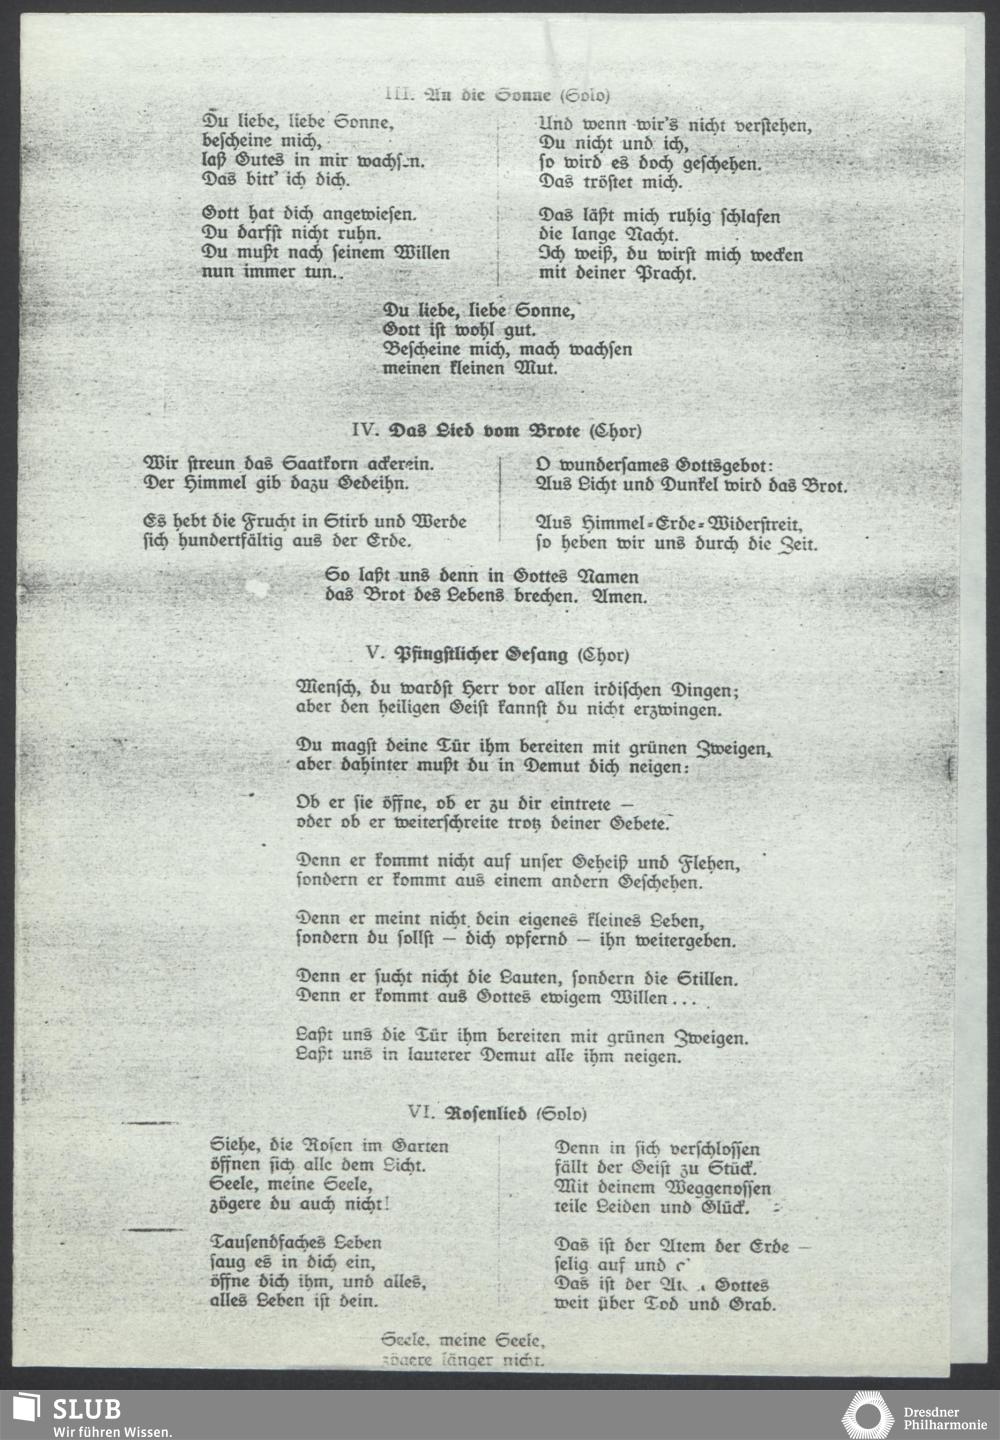 III. An die Sonne (Solo)
Du liebe, liebe Sonne,
bescheine mich,
laß Gutes in mir wachsen.
Das bitt' ich dich.
Gott hat dich angewiesen.
Du darfst nicht ruhn.
Du mußt nach seinem Willen
nun immer tun..
Und wenn wir's nicht verstehen,
Du nicht und ich,
so wird es doch geschehen.
Das tröstet mich.
Das läßt mich ruhig schlafen
die lange Nacht.
Ich weiß, du wirst mich wecken
mit deiner Pracht.
Du liebe, liebe Sonne,
Gott ist wohl gut.
Bescheine mich, mach wachsen
meinen kleinen Mut.
IV. Das Lied vom Brote (Chor)
Wir streun das Saatkorn ackerein.
Der Himmel gib dazu Gedeihn.
Es hebt die Frucht in Stirb und Werde
sich hundertfältig aus der Erde.
O wundersames Gottsgebot:
Aus Licht und Dunkel wird das Brot.
Aus Himmel-Erde-Widerstreit,
so heben wir uns durch die Zeit.
So laßt uns denn in Gottes Namen
das Brot des Lebens brechen. Amen.
V. Pfingstlicher Gesang (Chor)
Mensch, du wardst Herr vor allen irdischen Dingen;
aber den heiligen Geist kannst du nicht erzwingen.
Du magst deine Tür ihm bereiten mit grünen Zweigen,
aber dahinter mußt du in Demut dich neigen:
Ob er sie öffne, ob er zu dir eintrete —
oder ob er weiterschreite trotz deiner Gebete.
Denn er kommt nicht auf unser Geheiß und Flehen,
sondern er kommt aus einem andern Geschehen.
Denn er meint nicht dein eigenes kleines Leben,
sondern du sollst — dich opfernd — ihn weitergeben.
Denn er sucht nicht die Lauten, sondern die Stillen.
Denn er kommt aus Gottes ewigem Willen...
Laßt uns die Tür ihm bereiten mit grünen Zweigen.
Laßt uns in lauterer Demut alle ihm neigen.
VI. Rosenlied (Solo)
Siehe, die Rosen im Garten
öffnen sich alle dem Licht.
Seele, meine Seele,
zögere du auch nicht!
Tausendfaches Leben
saug es in dich ein,
öffne dich ihm, und alles,
alles Leben ist dein.
Denn in sich verschlossen
fällt der Geist zu Stück.
Mit deinem Weggenossen
teile Leiden und Glück.
Das ist der Atem der Erde —
selig auf und
Das ist der Gottes
weit über Tod und Grab.
Seele, meine Seele,
zögere länger nicht.
SLUB
Wir führen Wissen.
Dresdner
Philharmonie